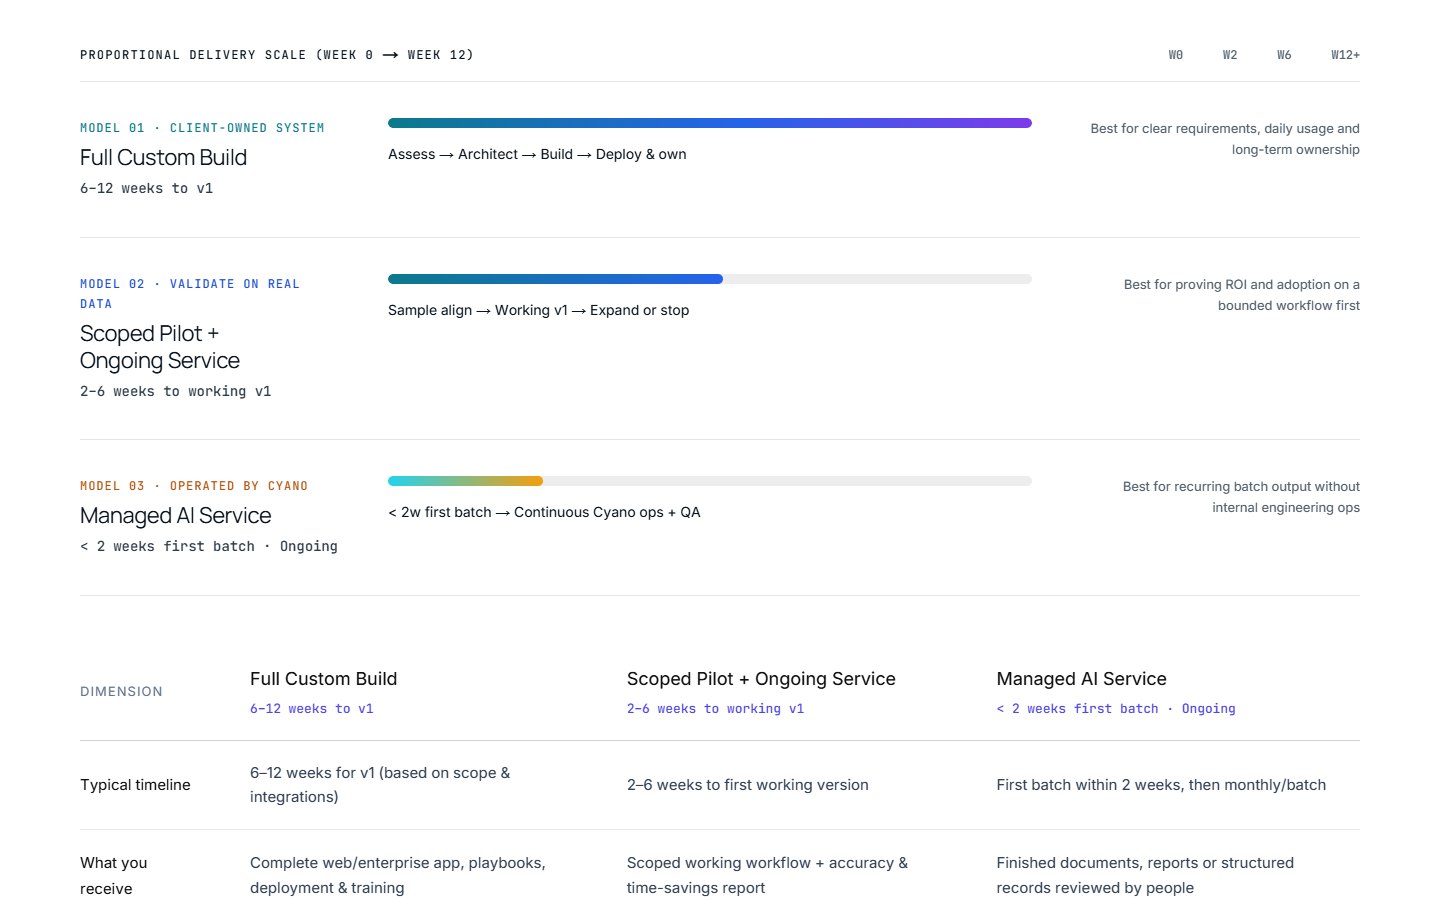 PROPORTIONAL DELIVERY SCALE (WEEK 0 → WEEK 12)
W0 W2 W6 W12+
MODEL 01 · CLIENT-OWNED SYSTEM
Full Custom Build
6–12 weeks to v1
Assess → Architect → Build → Deploy & own
Best for clear requirements, daily usage and
long-term ownership
MODEL 02 · VALIDATE ON REAL
DATA
Scoped Pilot +
Ongoing Service
2–6 weeks to working v1
Sample align → Working v1 → Expand or stop
Best for proving ROI and adoption on a
bounded workflow first
MODEL 03 · OPERATED BY CYANO
Managed AI Service
< 2 weeks first batch · Ongoing
< 2w first batch → Continuous Cyano ops + QA
Best for recurring batch output without
internal engineering ops
DIMENSION
Full Custom Build
6–12 weeks to v1
Scoped Pilot + Ongoing Service
2–6 weeks to working v1
Managed AI Service
< 2 weeks first batch · Ongoing
Typical timeline
6–12 weeks for v1 (based on scope &
integrations)
2–6 weeks to first working version
First batch within 2 weeks, then monthly/batch
What you
receive
Complete web/enterprise app, playbooks,
deployment & training
Scoped working workflow + accuracy &
time-savings report
Finished documents, reports or structured
records reviewed by people